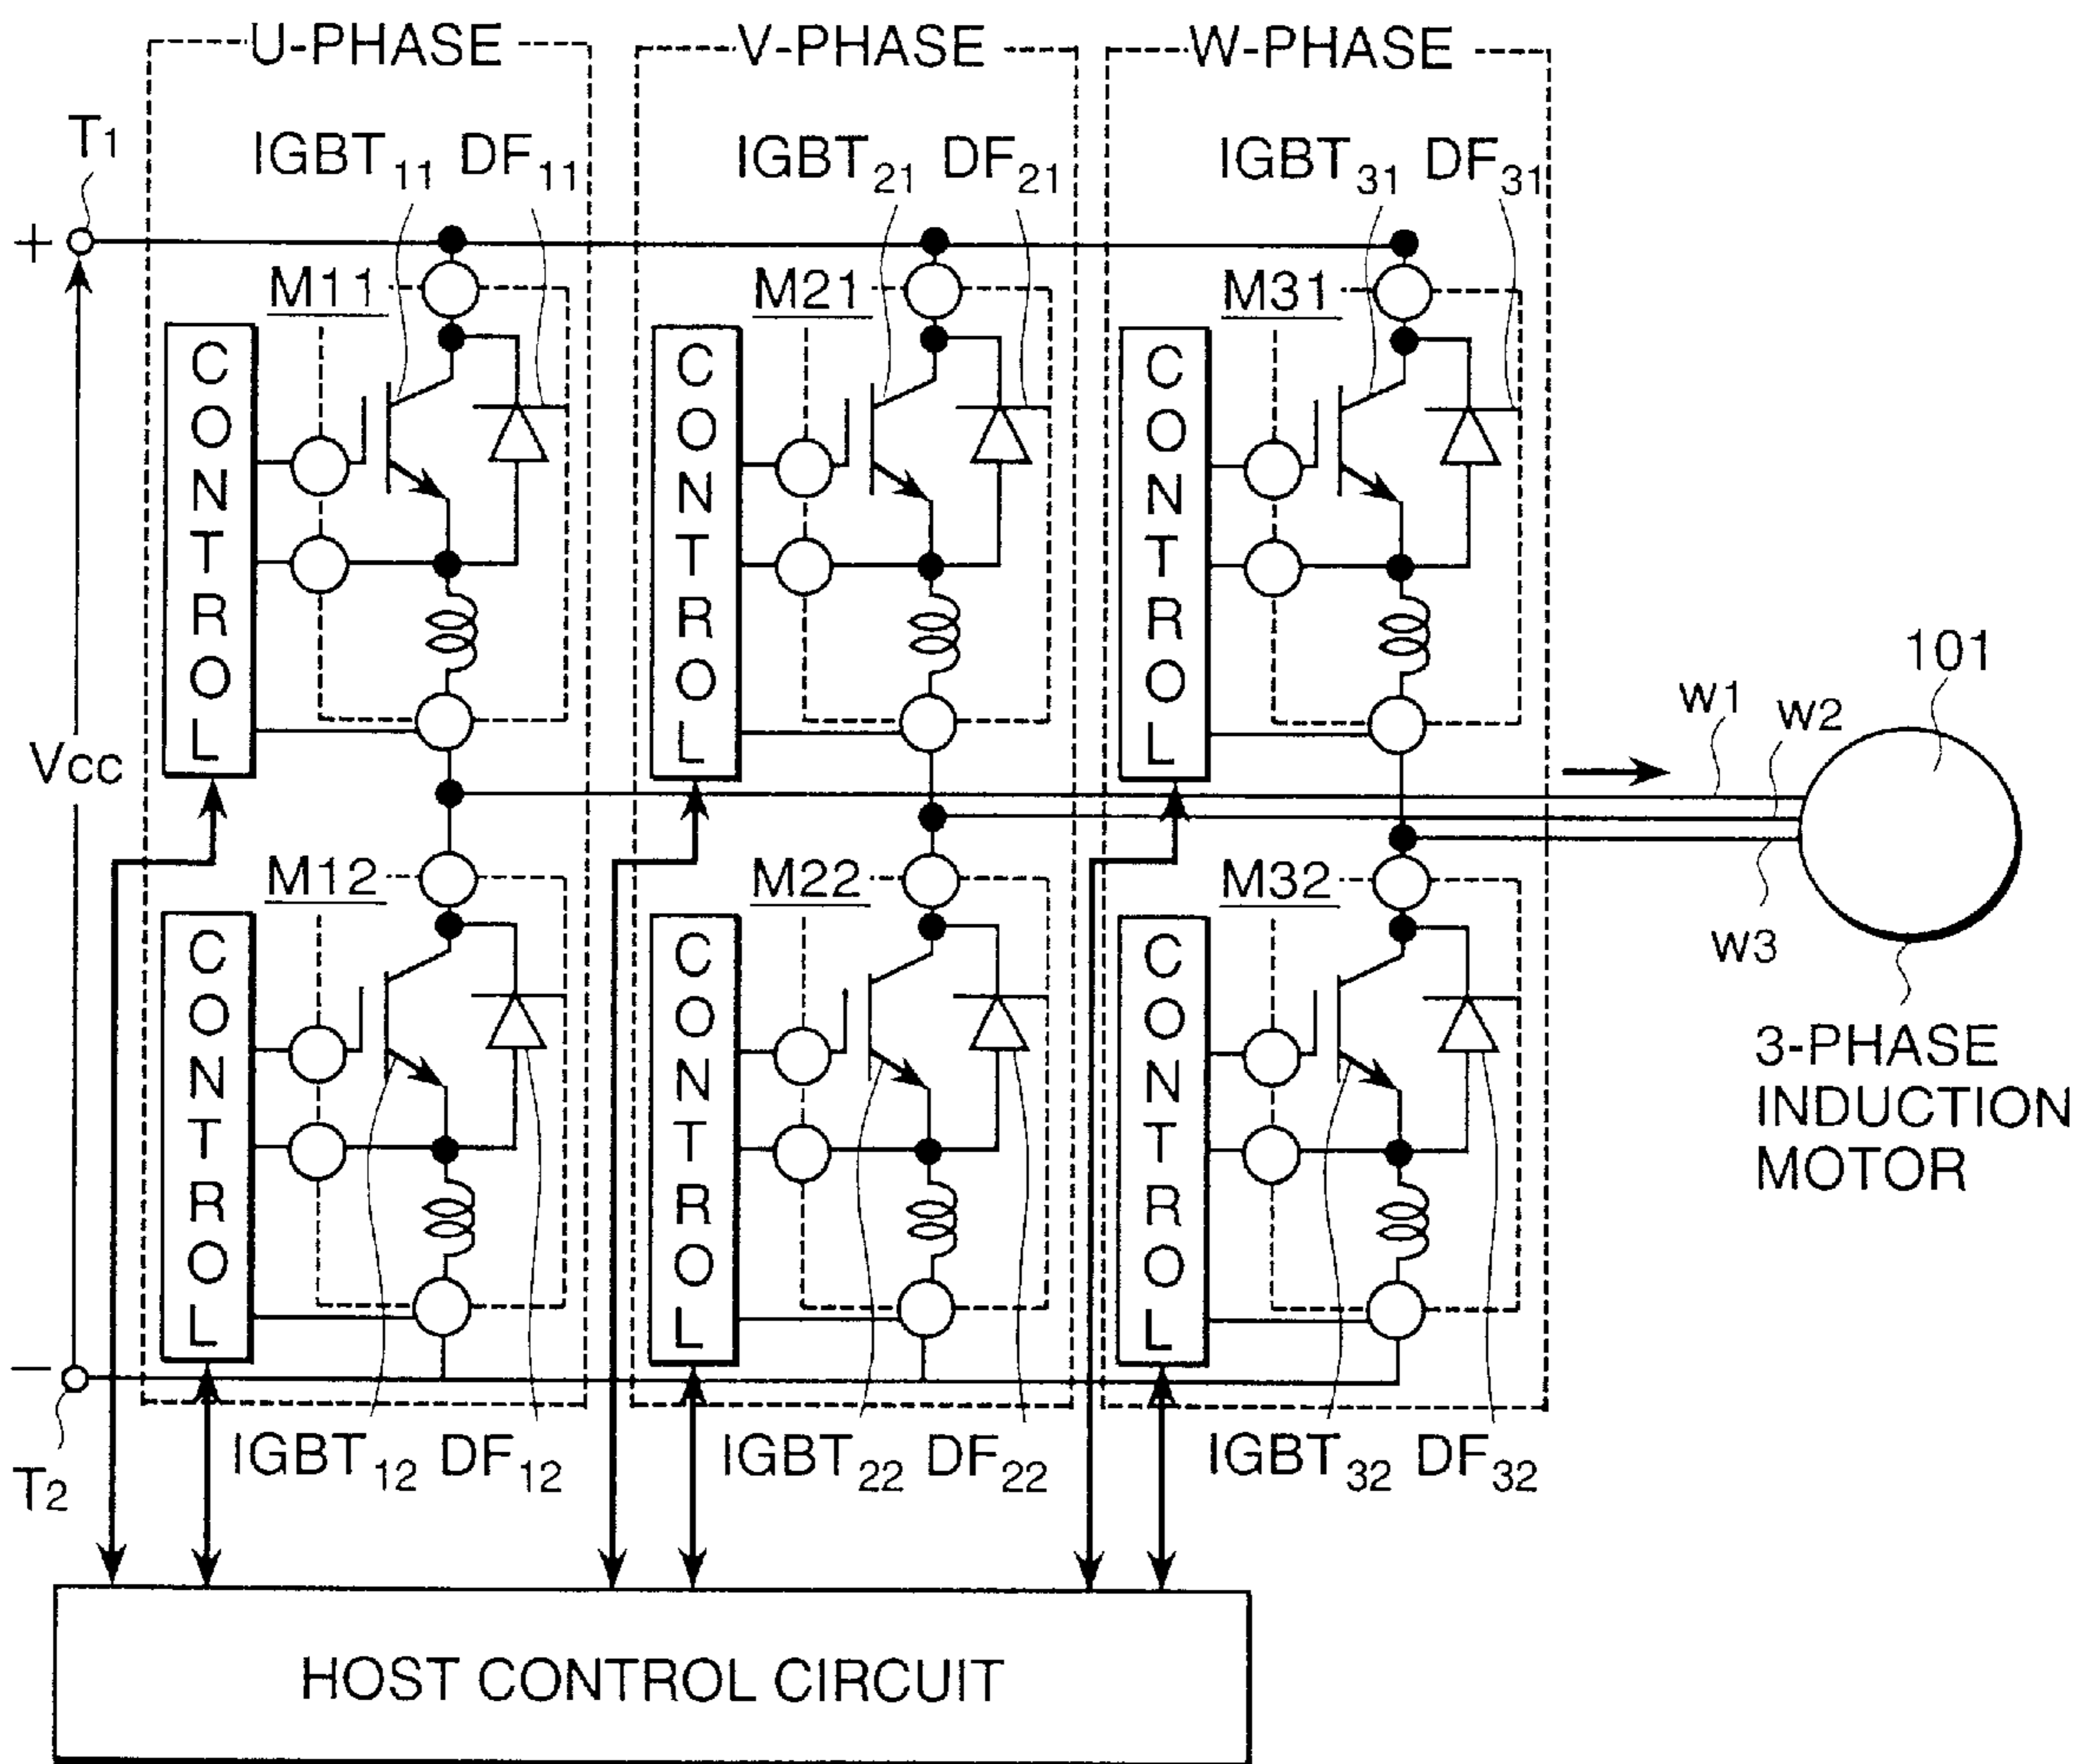 U-PHASE
V-PHASE
W-PHASE
T1
IGBT11 DF11
IGBT21 DF21
IGBT31 DF31
+
M11
M21
M31
CONTROL
CONTROL
CONTROL
101
w1
w2
Vcc
M12
M22
M32
w3
CONTROL
CONTROL
CONTROL
3-PHASE
INDUCTION
MOTOR
−
T2
IGBT12 DF12
IGBT22 DF22
IGBT32 DF32
HOST CONTROL CIRCUIT